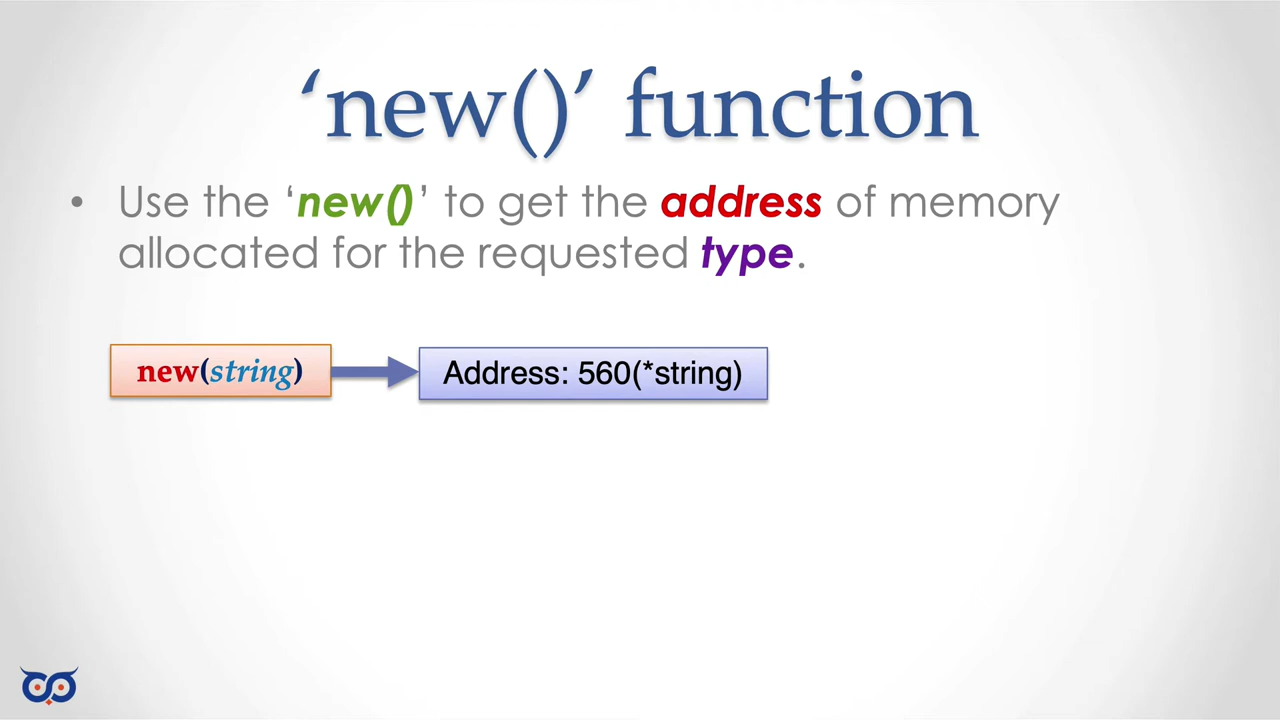 ‘new()’ function
• Use the ‘new()’ to get the address of memory
allocated for the requested type.
new(string)
Address: 560(*string)